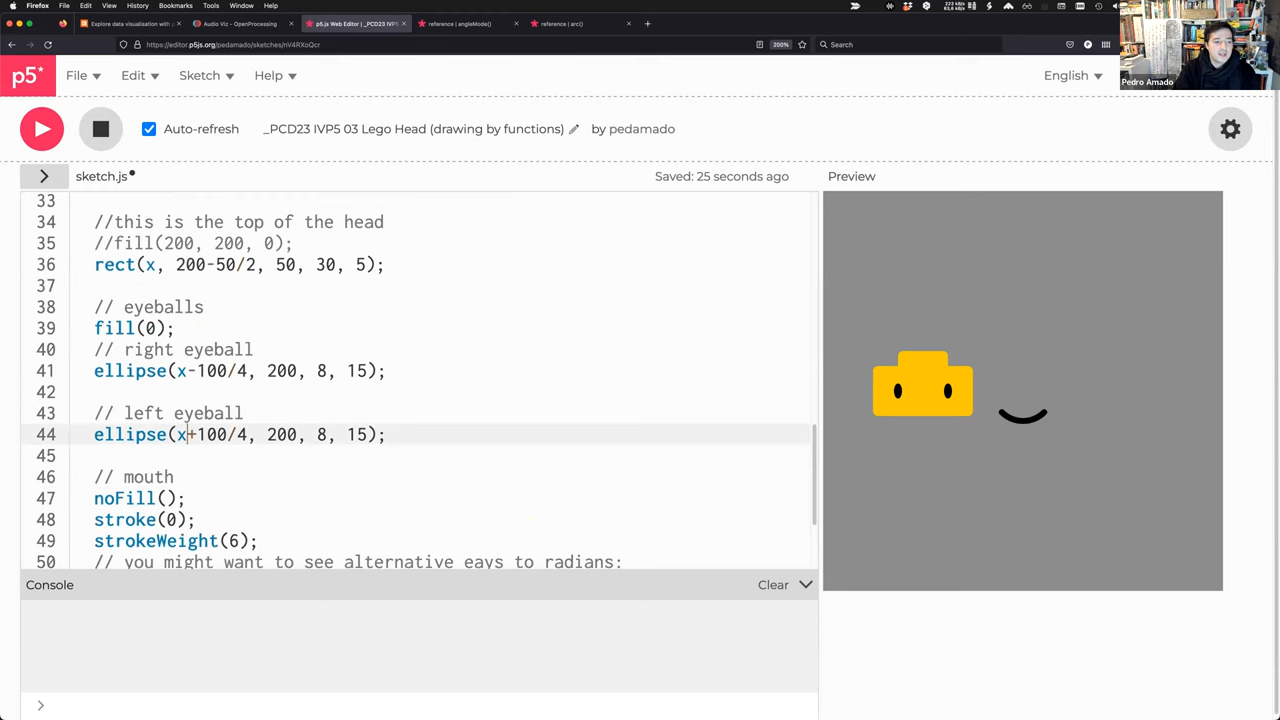 Firefox File Edit View History Bookmarks Tools Window Help
Explore data visualisation with p
Audio Viz - OpenProcessing
p5.js Web Editor | _PCD23 IVP5
reference | angleMode()
reference | arc()
https://editor.p5js.org/pedamado/sketches/nV4RXoQcr
200%
Search
Pedro Amado
p5* File Edit Sketch Help English
Auto-refresh _PCD23 IVP5 03 Lego Head (drawing by functions) by pedamado
> sketch.js Saved: 25 seconds ago Preview
33
34 //this is the top of the head
35 //fill(200, 200, 0);
36 rect(x, 200-50/2, 50, 30, 5);
37
38 // eyeballs
39 fill(0);
40 // right eyeball
41 ellipse(x-100/4, 200, 8, 15);
42
43 // left eyeball
44 ellipse(x+100/4, 200, 8, 15);
45
46 // mouth
47 noFill();
48 stroke(0);
49 strokeWeight(6);
50 // you might want to see alternative eays to radians:
Console Clear
>